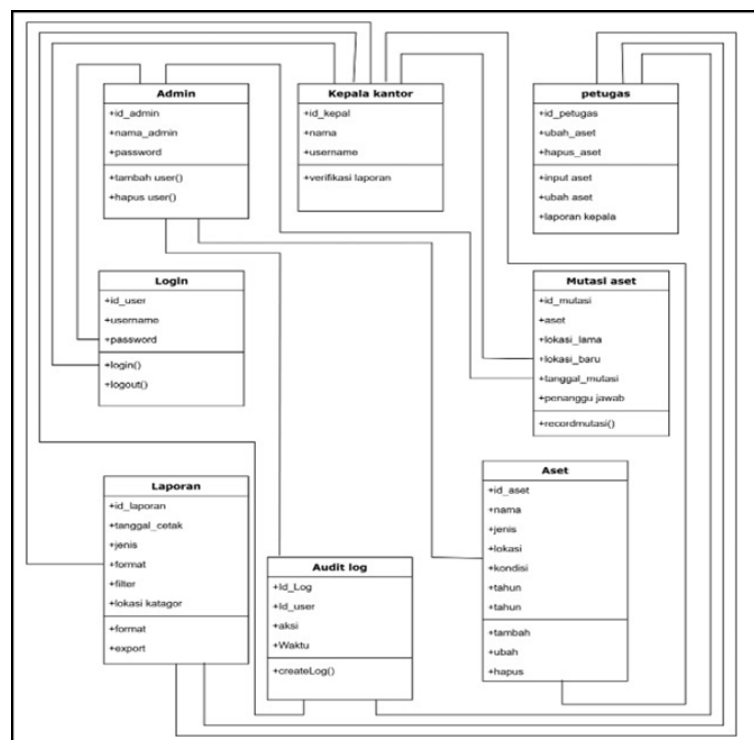 Admin
+id_admin
+nama_admin
+password
+tambah user()
+hapus user()
Kepala kantor
+id_kepal
+nama
+username
+verifikasi laporan
petugas
+id_petugas
+ubah_aset
+hapus_aset
+input aset
+ubah aset
+laporan kepala
Login
+id_user
+username
+password
+login()
+logout()
Mutasi aset
+id_mutasi
+aset
+lokasi_lama
+lokasi_baru
+tanggal_mutasi
+penanggu jawab
+recordmutasi()
Laporan
+id_laporan
+tanggal_cetak
+jenis
+format
+filter
+lokasi katagor
+format
+export
Audit log
+Id_Log
+Id_user
+aksi
+Waktu
+createLog()
Aset
+id_aset
+nama
+jenis
+lokasi
+kondisi
+tahun
+tahun
+tambah
+ubah
+hapus